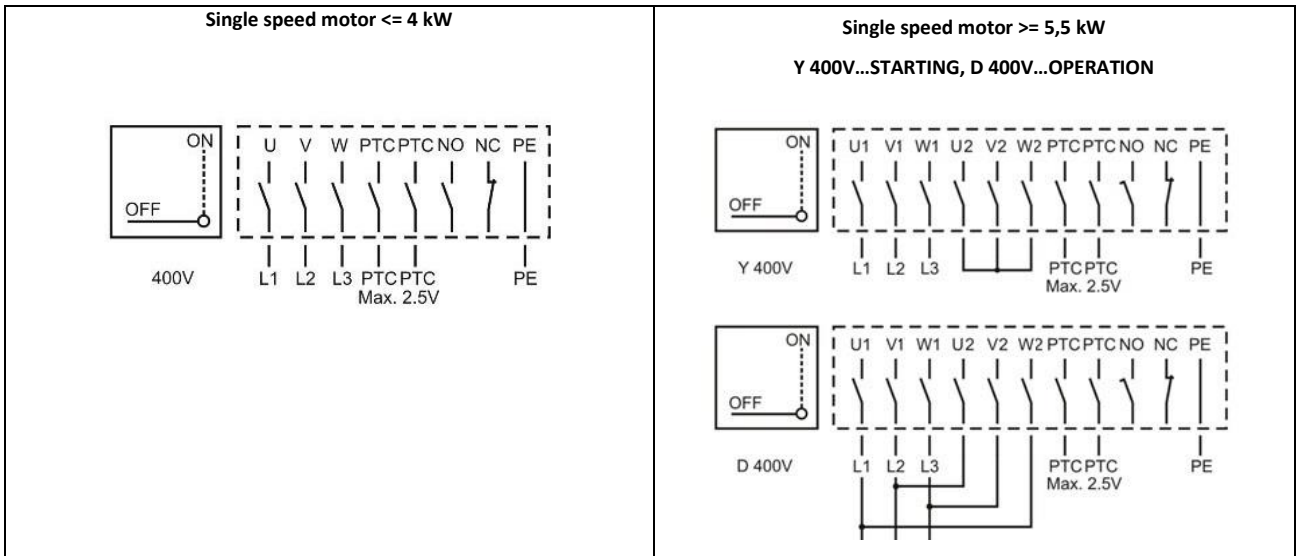 Single speed motor <= 4 kW
ON U V W PTC PTC NO NC PE
OFF
400V L1 L2 L3 PTC PTC PE
Max. 2.5V
Single speed motor >= 5,5 kW
Y 400V...STARTING, D 400V...OPERATION
ON U1 V1 W1 U2 V2 W2 PTC PTC NO NC PE
OFF
Y 400V L1 L2 L3 PTC PTC PE
Max. 2.5V
ON U1 V1 W1 U2 V2 W2 PTC PTC NO NC PE
OFF
D 400V L1 L2 L3 PTC PTC PE
Max. 2.5V